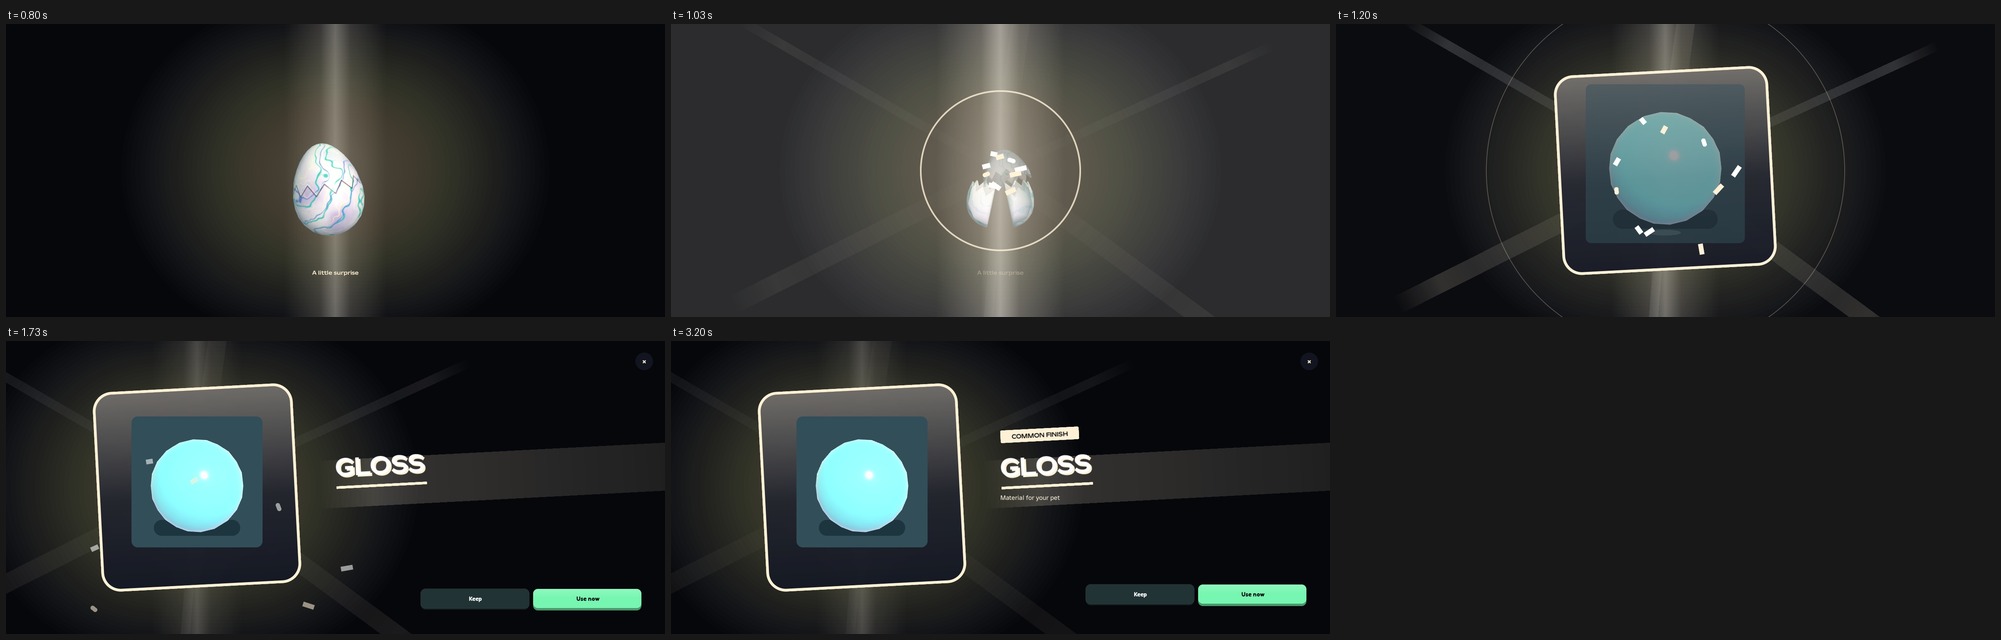 t = 0.80 s
A little surprise
t = 1.03 s
A little surprise
t = 1.20 s
t = 1.73 s
×
GLOSS
Keep
Use now
t = 3.20 s
×
COMMON FINISH
GLOSS
Material for your pet
Keep
Use now